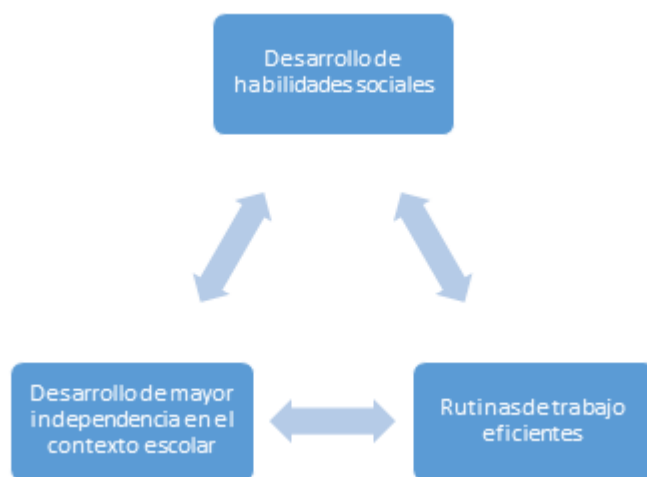 Desarrollo de
habilidades sociales
Desarrollo de mayor
independencia en el
contexto escolar
Rutinas de trabajo
eficientes